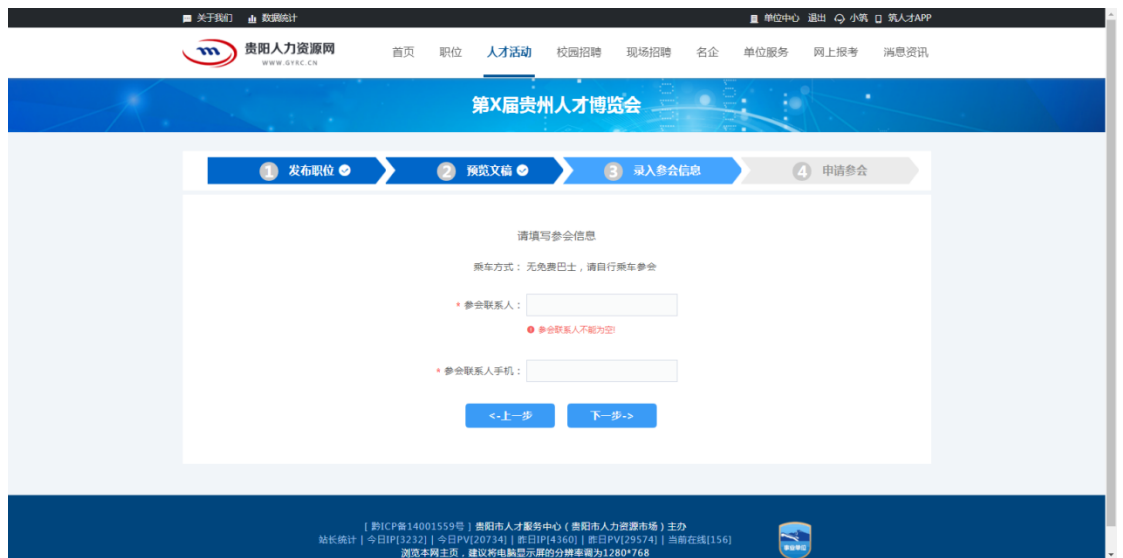 关于我们 数据统计 单位中心 退出 小筑 筑人才APP
贵阳人力资源网
WWW.GYRC.CN
首页 职位 人才活动 校园招聘 现场招聘 名企 单位服务 网上报考 消息资讯
第X届贵州人才博览会
1 发布职位 2 预览文稿 3 录入参会信息 4 申请参会
请填写参会信息
乘车方式：无免费巴士，请自行乘车参会
* 参会联系人：
参会联系人不能为空!
* 参会联系人手机：
<-上一步 下一步->
[ 黔ICP备14001559号 ] 贵阳市人才服务中心（贵阳市人力资源市场）主办
站长统计 | 今日IP[3232] | 今日PV[20734] | 昨日IP[4360] | 昨日PV[29574] | 当前在线[156]
浏览本网主页，建议将电脑显示屏的分辨率调为1280*768
事业单位